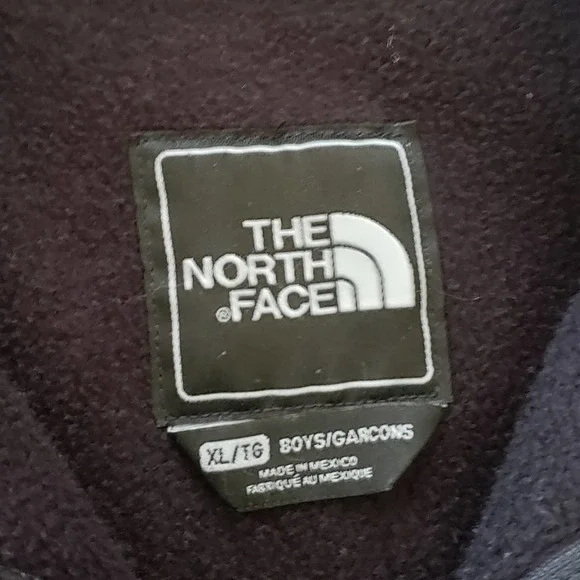 THE
NORTH
®FACE
XL/TG BOYS/GARCONS
MADE IN MEXICO
FABRIQUÉ AU MEXIQUE